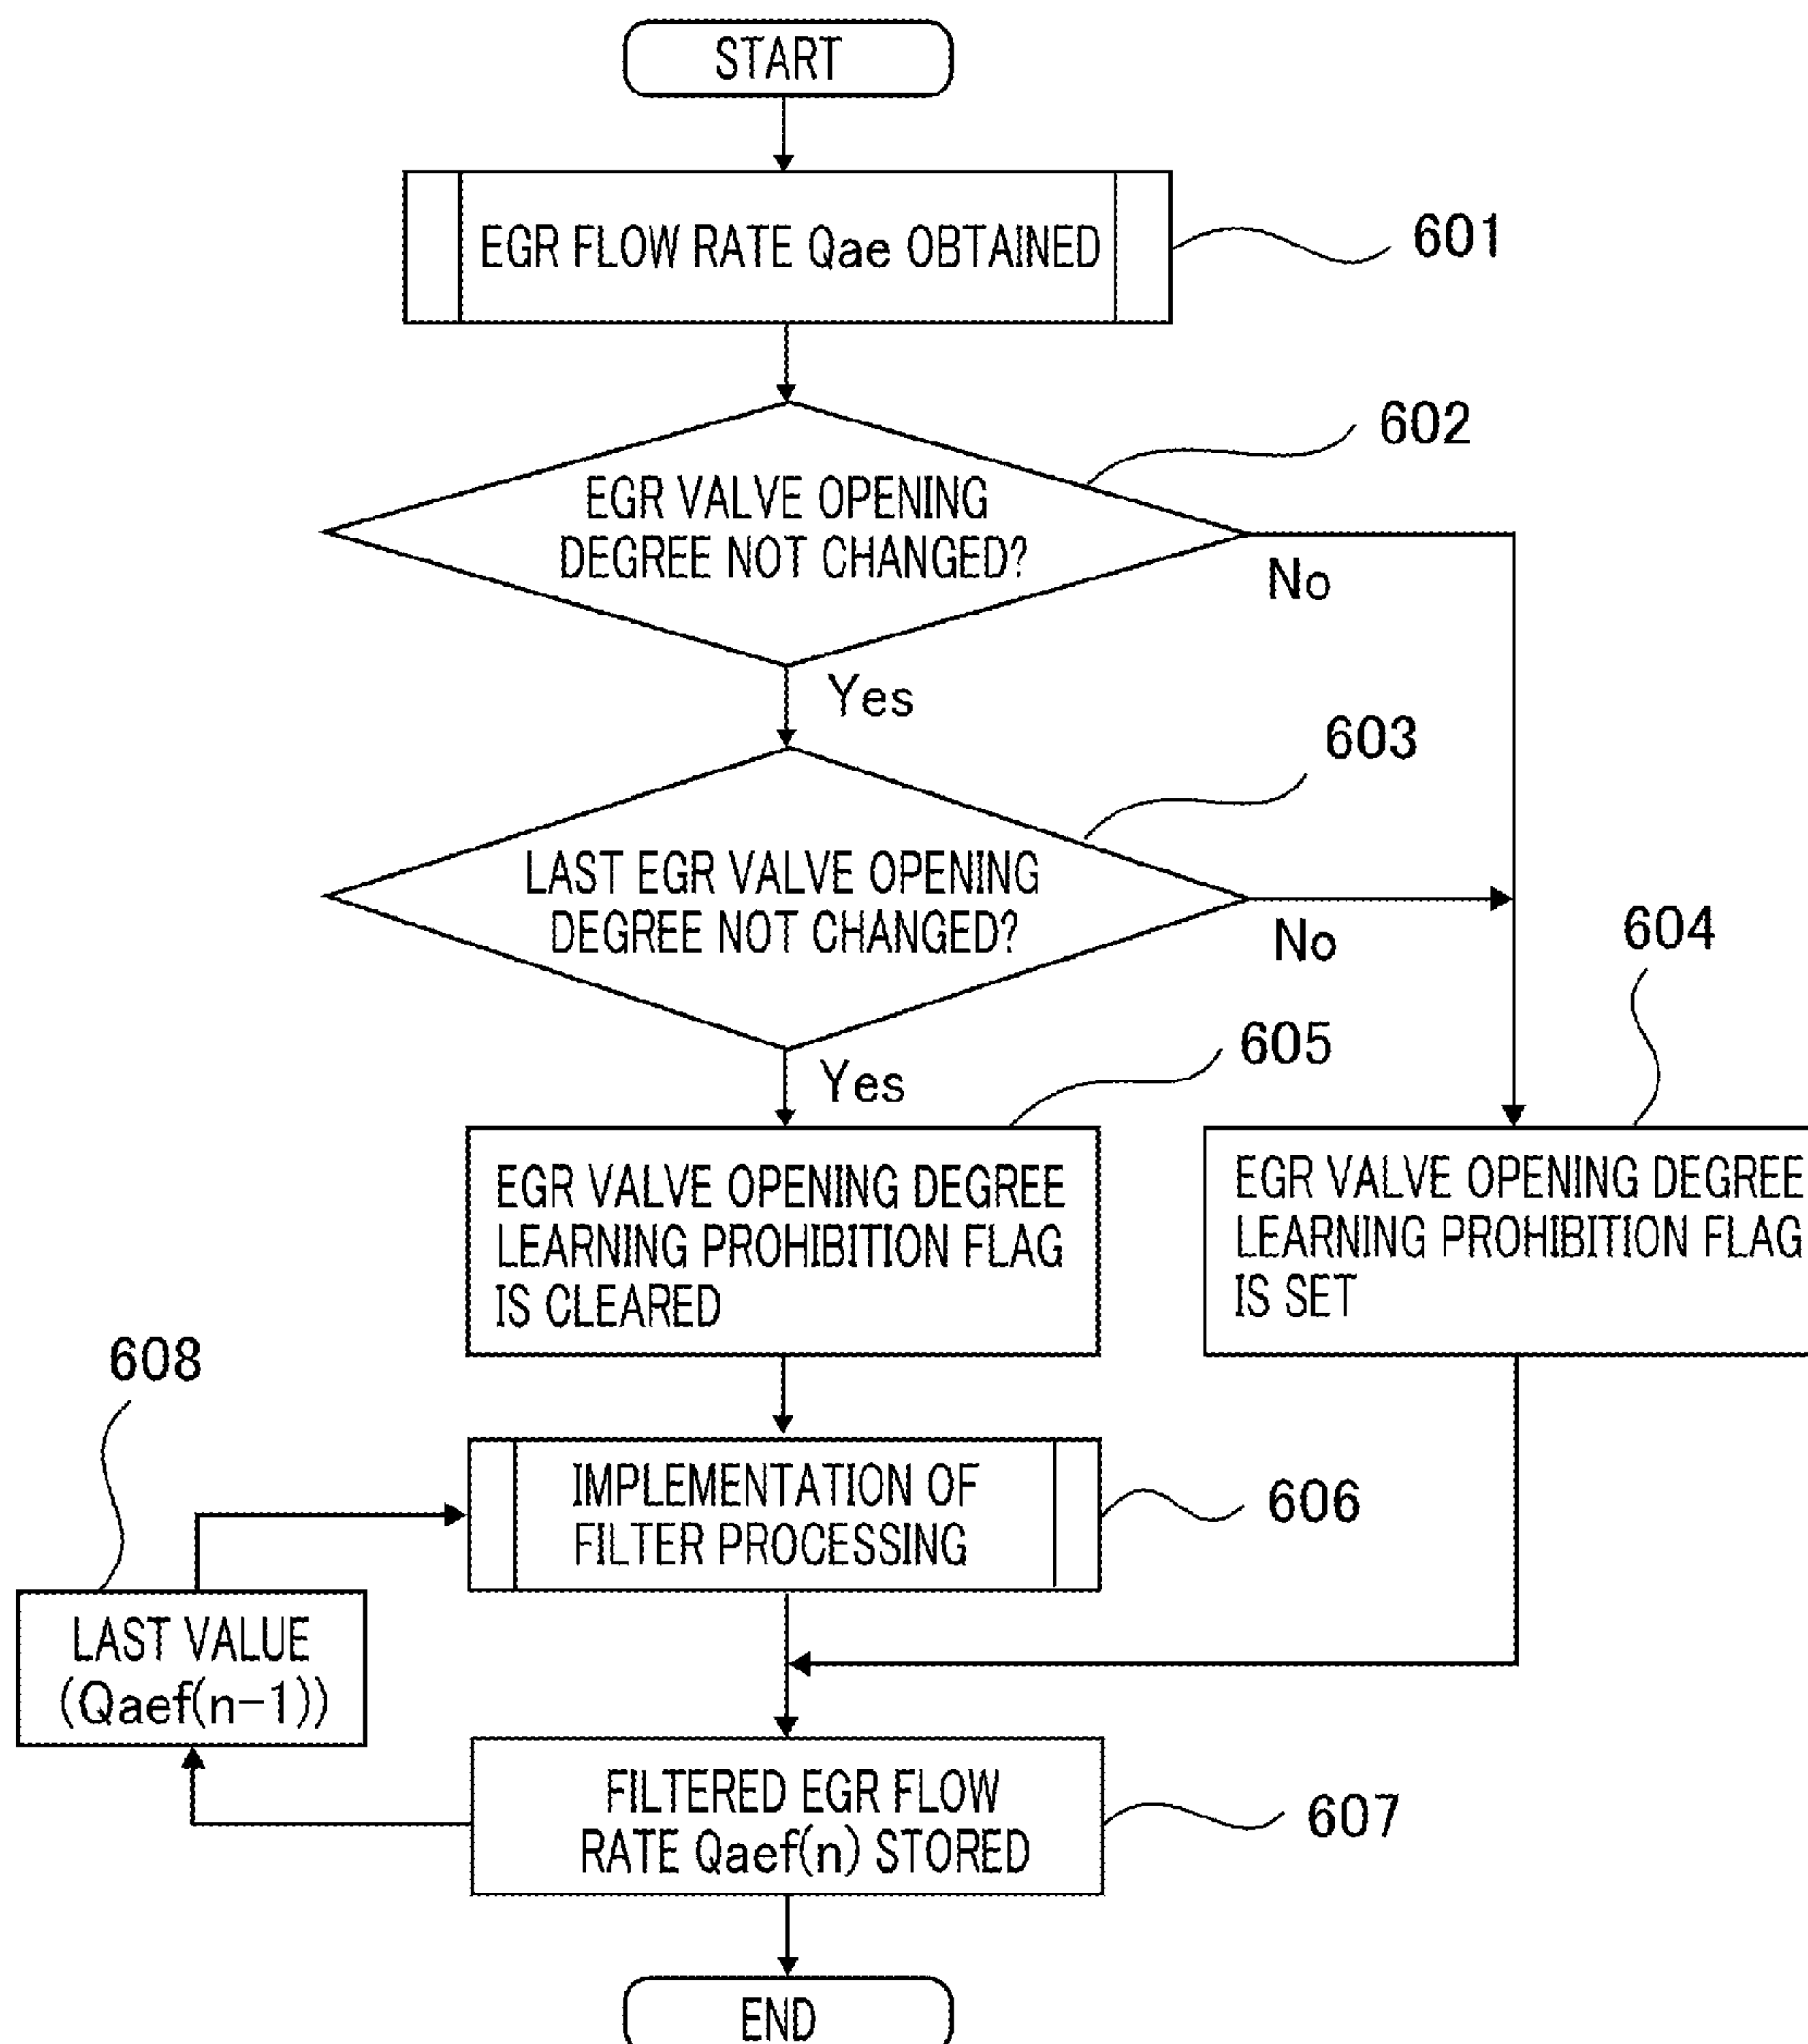 START
EGR FLOW RATE Qae OBTAINED
601
602
EGR VALVE OPENING
DEGREE NOT CHANGED?
No
Yes
603
LAST EGR VALVE OPENING
DEGREE NOT CHANGED?
No
604
605
Yes
EGR VALVE OPENING DEGREE
LEARNING PROHIBITION FLAG
IS CLEARED
EGR VALVE OPENING DEGREE
LEARNING PROHIBITION FLAG
IS SET
608
IMPLEMENTATION OF
FILTER PROCESSING
606
LAST VALUE
(Qaef(n-1))
FILTERED EGR FLOW
RATE Qaef(n) STORED
607
END